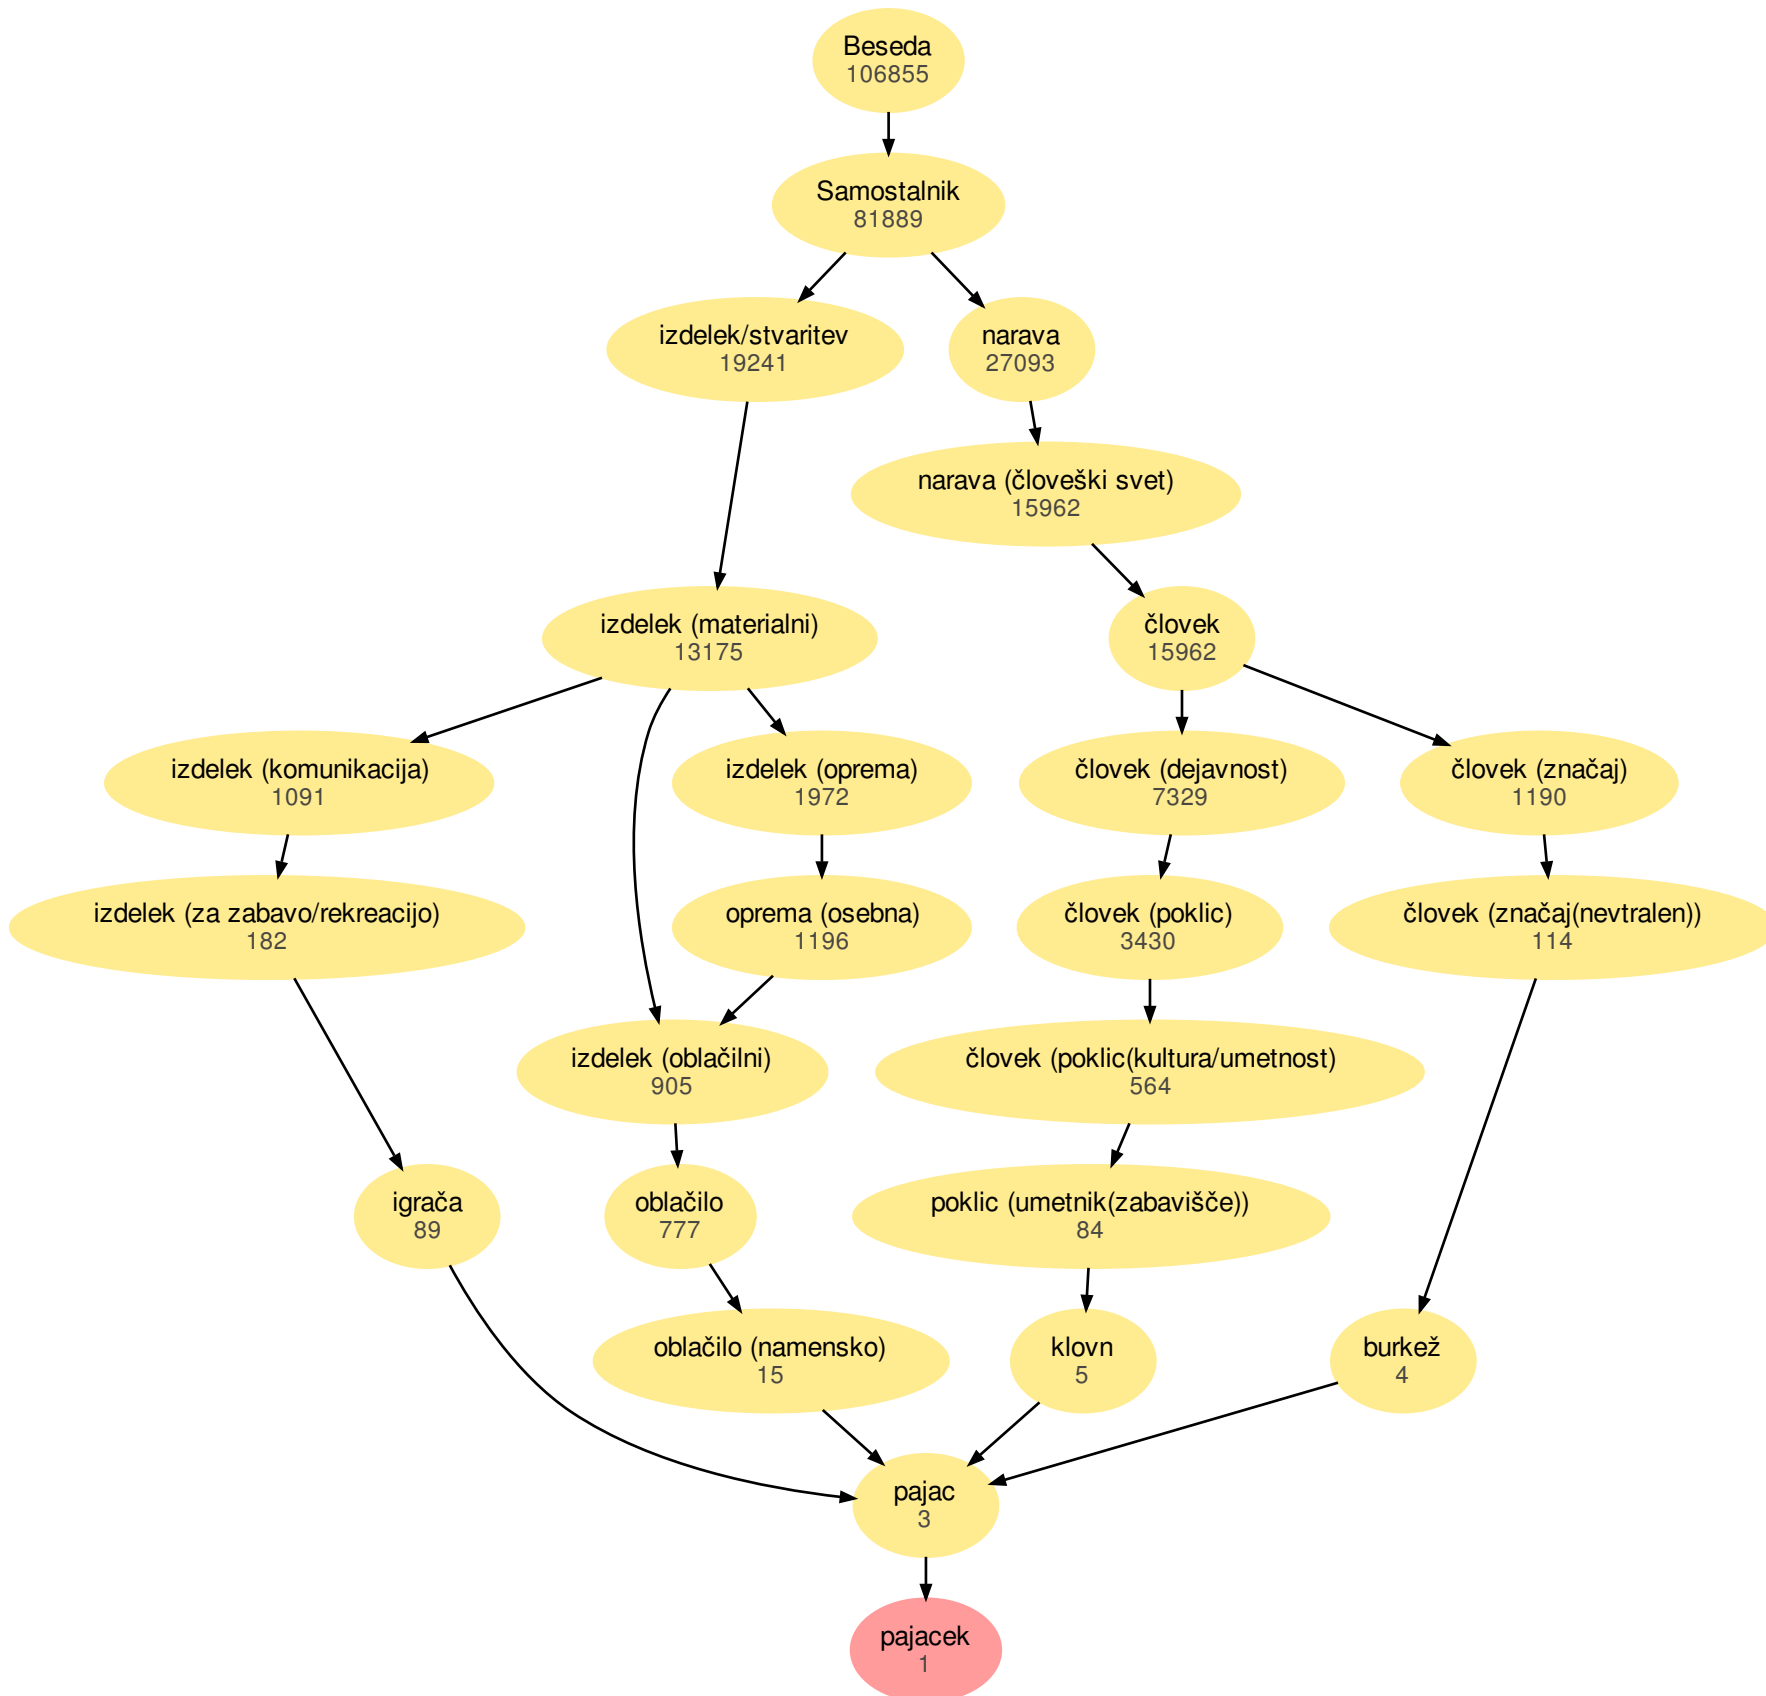 Beseda
106855
Samostalnik
81889
izdelek/stvaritev
19241
narava
27093
narava (človeški svet)
15962
izdelek (materialni)
13175
človek
15962
izdelek (komunikacija)
1091
izdelek (oprema)
1972
človek (dejavnost)
7329
človek (značaj)
1190
izdelek (za zabavo/rekreacijo)
182
oprema (osebna)
1196
človek (poklic)
3430
človek (značaj(nevtralen))
114
izdelek (oblačilni)
905
človek (poklic(kultura/umetnost)
564
igrača
89
oblačilo
777
poklic (umetnik(zabavišče))
84
oblačilo (namensko)
15
klovn
5
burkež
4
pajac
3
pajacek
1